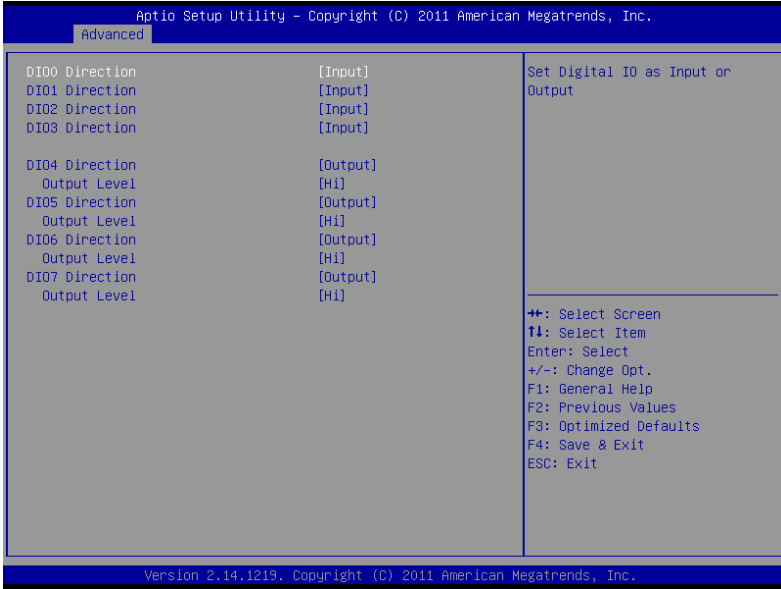 Aptio Setup Utility – Copyright (C) 2011 American Megatrends, Inc.
Advanced
DIO0 Direction [Input]
DIO1 Direction [Input]
DIO2 Direction [Input]
DIO3 Direction [Input]
DIO4 Direction [Output]
Output Level [Hi]
DIO5 Direction [Output]
Output Level [Hi]
DIO6 Direction [Output]
Output Level [Hi]
DIO7 Direction [Output]
Output Level [Hi]
Set Digital IO as Input or
Output
→←: Select Screen
↑↓: Select Item
Enter: Select
+/-: Change Opt.
F1: General Help
F2: Previous Values
F3: Optimized Defaults
F4: Save & Exit
ESC: Exit
Version 2.14.1219. Copyright (C) 2011 American Megatrends, Inc.